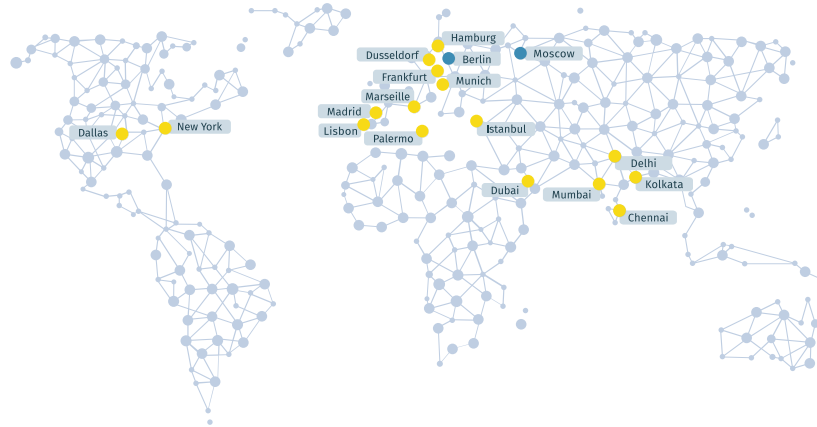 Hamburg
Dusseldorf
Berlin
Moscow
Frankfurt
Munich
Marseille
Madrid
Lisbon
Palermo
Istanbul
Dallas
New York
Delhi
Dubai
Mumbai
Kolkata
Chennai